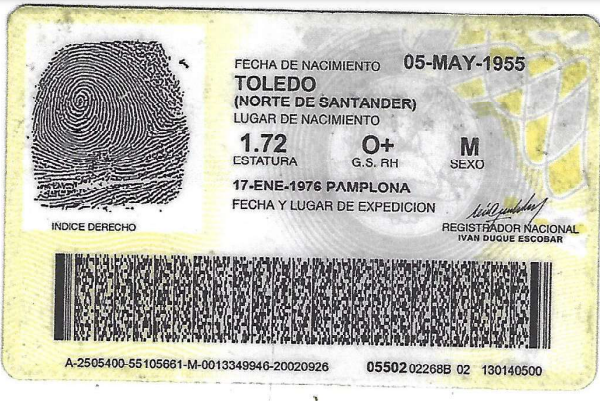 FECHA DE NACIMIENTO 05-MAY-1955
TOLEDO
(NORTE DE SANTANDER)
LUGAR DE NACIMIENTO
1.72 O+ M
ESTATURA G.S. RH SEXO
17-ENE-1976 PAMPLONA
FECHA Y LUGAR DE EXPEDICION
INDICE DERECHO
REGISTRADOR NACIONAL
IVAN DUQUE ESCOBAR
A-2505400-55105661-M-0013349946-20020926 05502 02268B 02 130140500